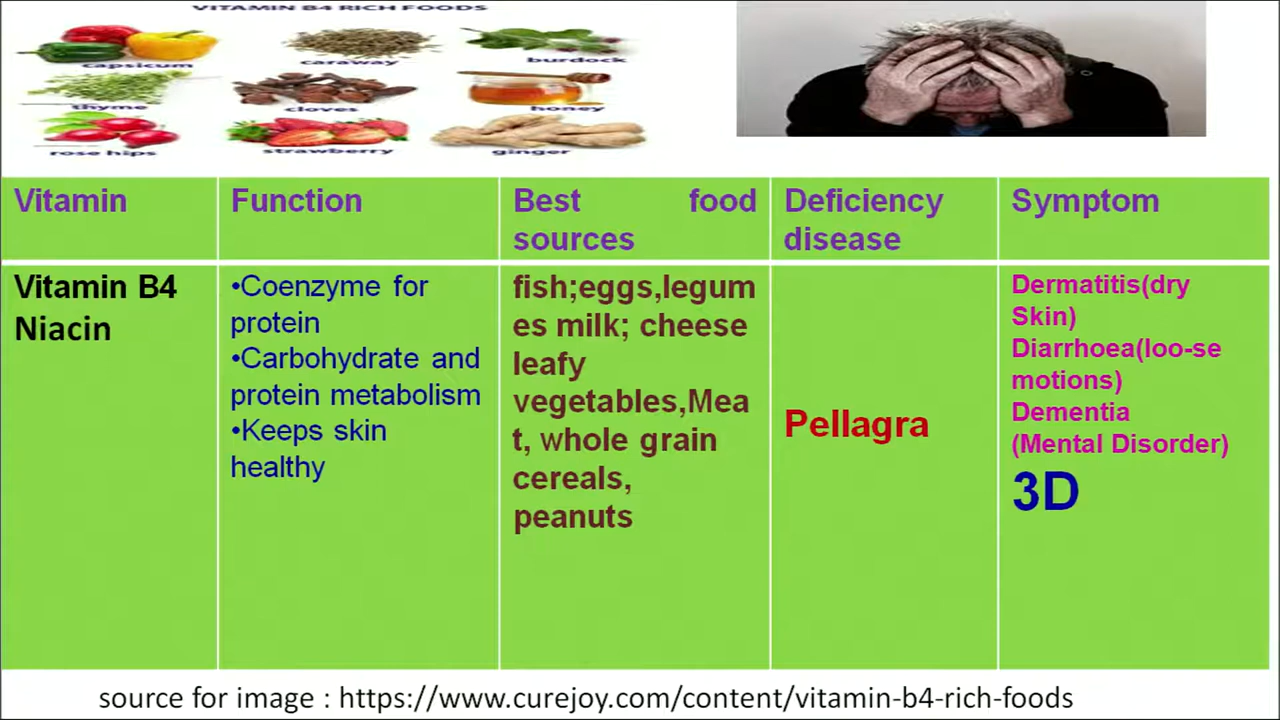 VITAMIN B4 RICH FOODS
capsicum caraway burdock
thyme cloves honey
rose hips strawberry ginger
Vitamin
Function
Best food
sources
Deficiency
disease
Symptom
Vitamin B4
Niacin
•Coenzyme for
protein
•Carbohydrate and
protein metabolism
•Keeps skin
healthy
fish;eggs,legum
es milk; cheese
leafy
vegetables,Mea
t, whole grain
cereals,
peanuts
Pellagra
Dermatitis(dry
Skin)
Diarrhoea(loo-se
motions)
Dementia
(Mental Disorder)
3D
source for image : https://www.curejoy.com/content/vitamin-b4-rich-foods